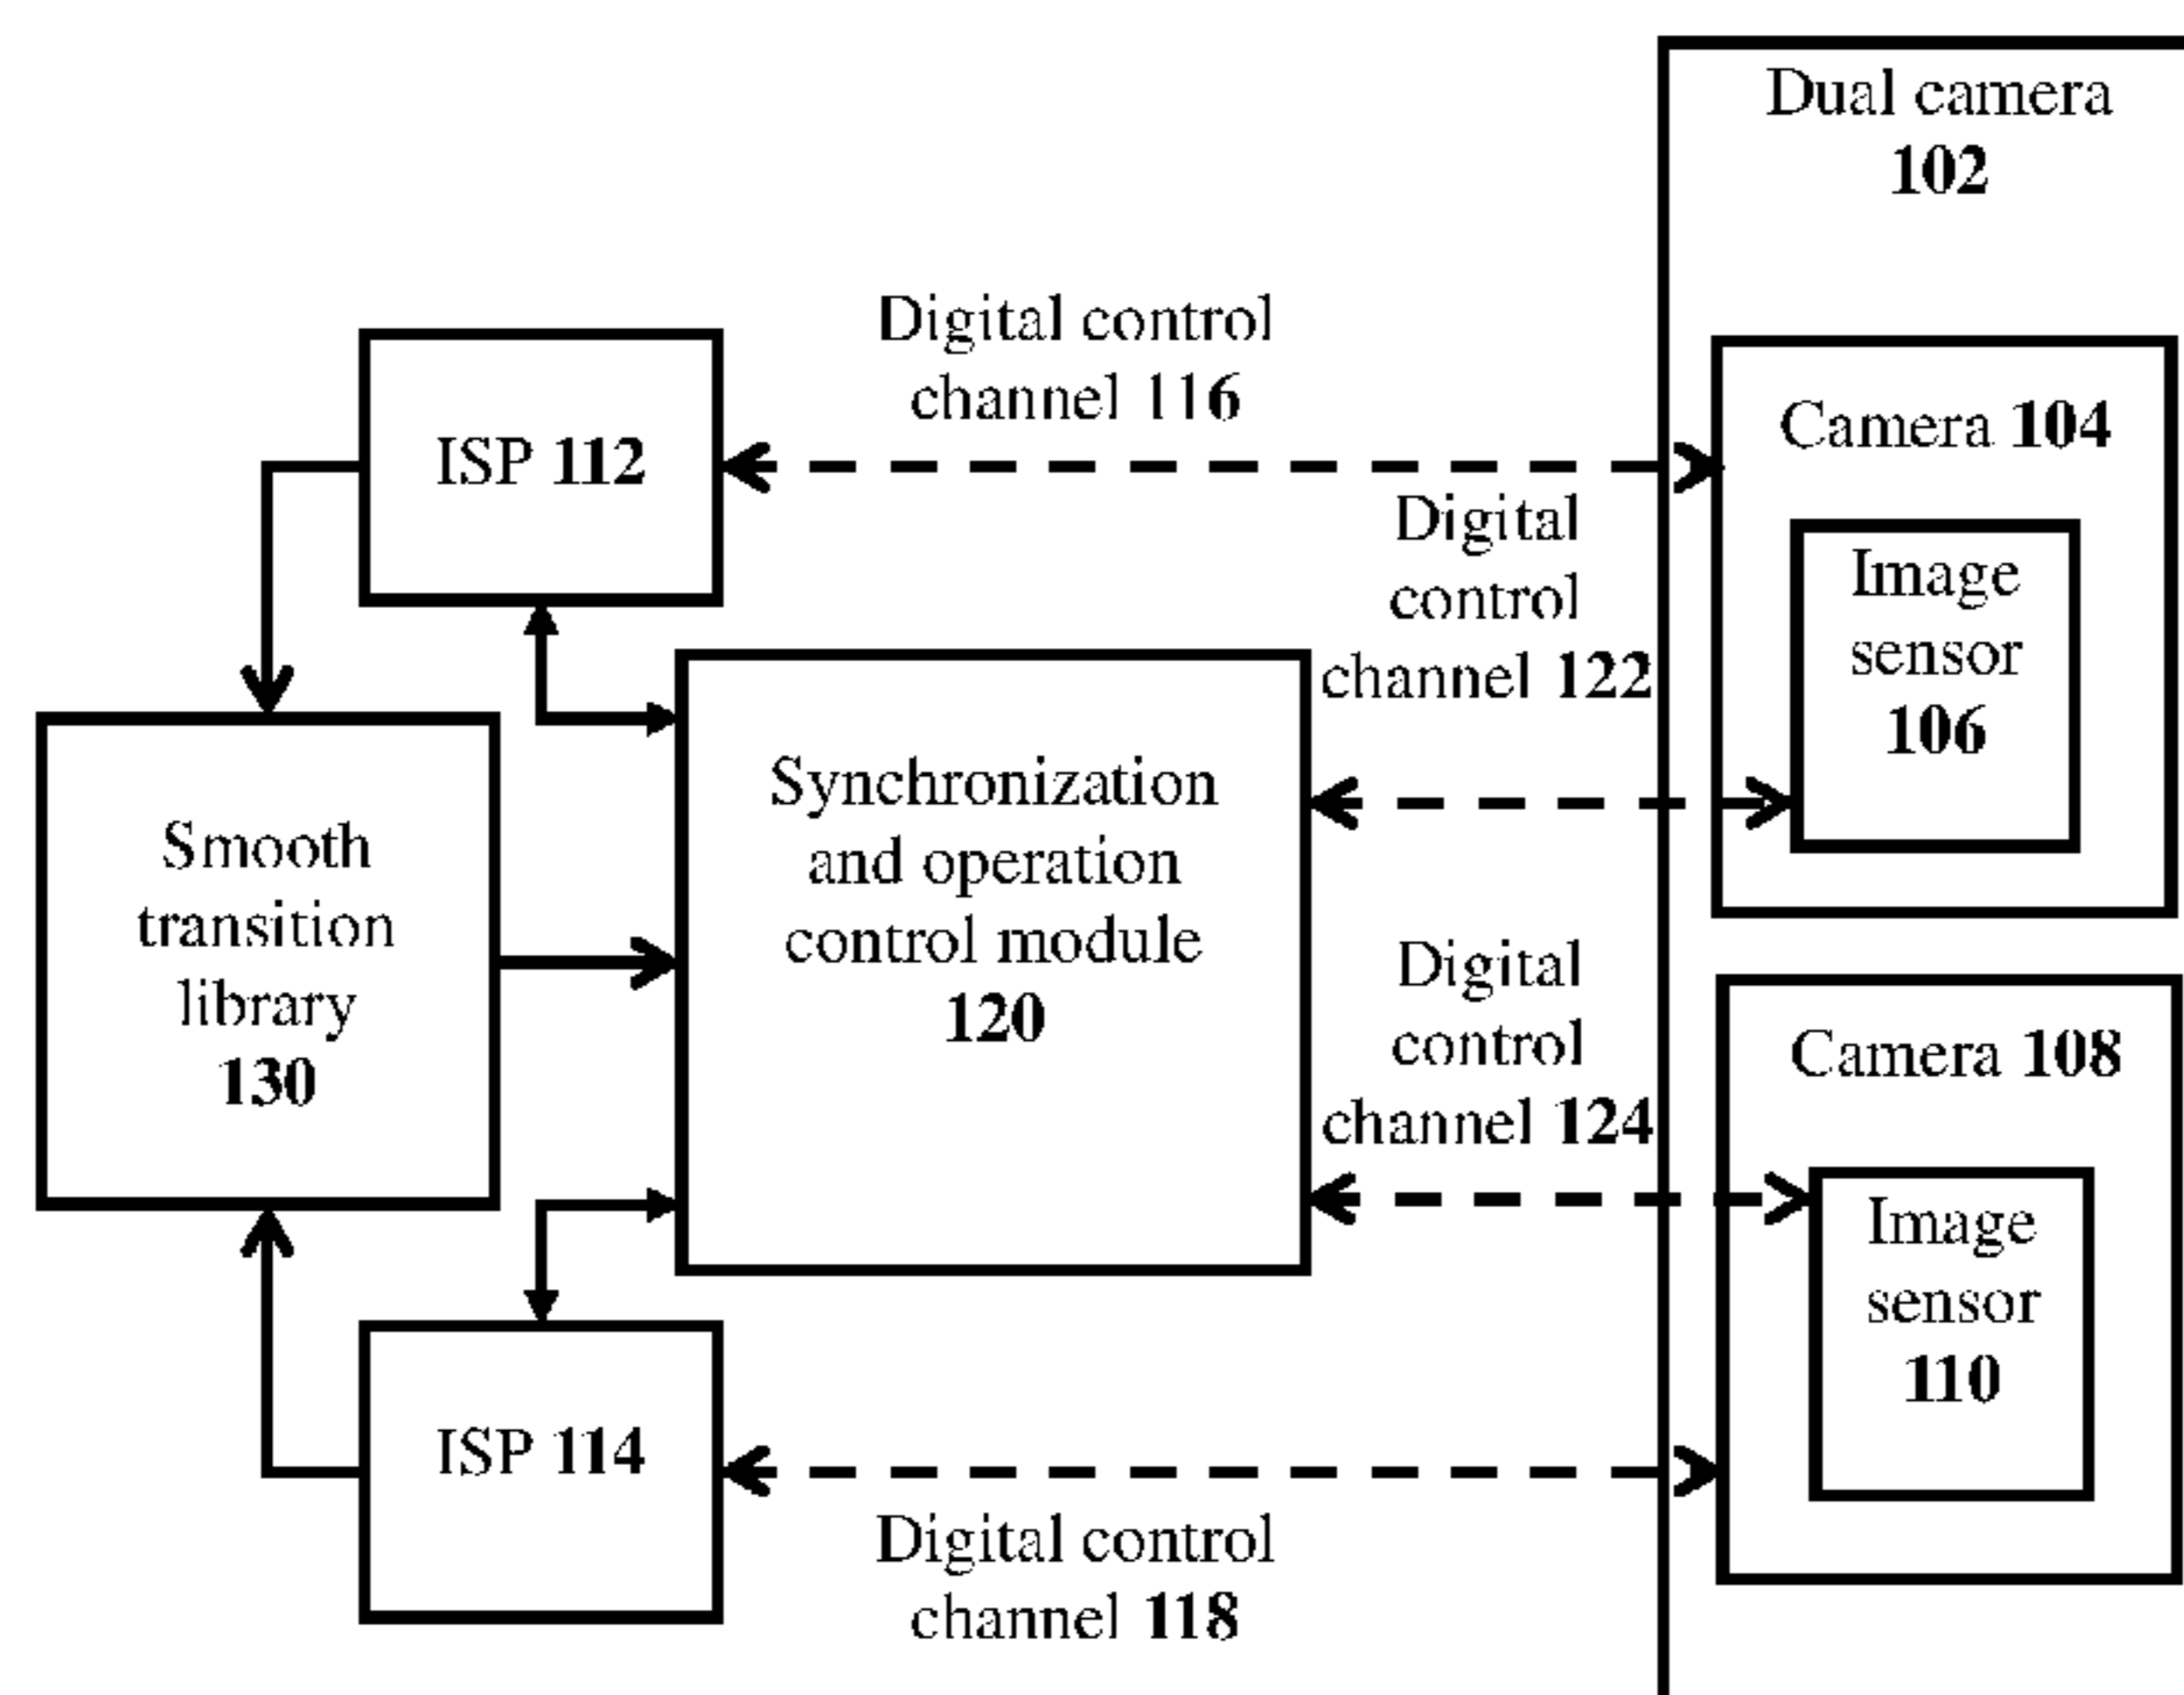 Dual camera
102
Digital control
channel 116
Camera 104
ISP 112
Digital
control
channel 122
Image
sensor
106
Synchronization
and operation
control module
120
Smooth
transition
library
130
Digital
control
channel 124
Camera 108
Image
sensor
110
ISP 114
Digital control
channel 118